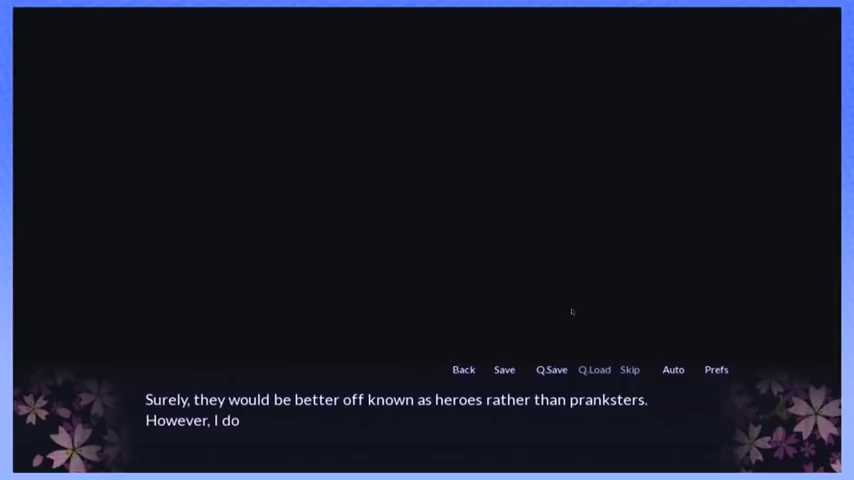 Back Save Q.Save Q.Load Skip Auto Prefs
Surely, they would be better off known as heroes rather than pranksters.
However, I do